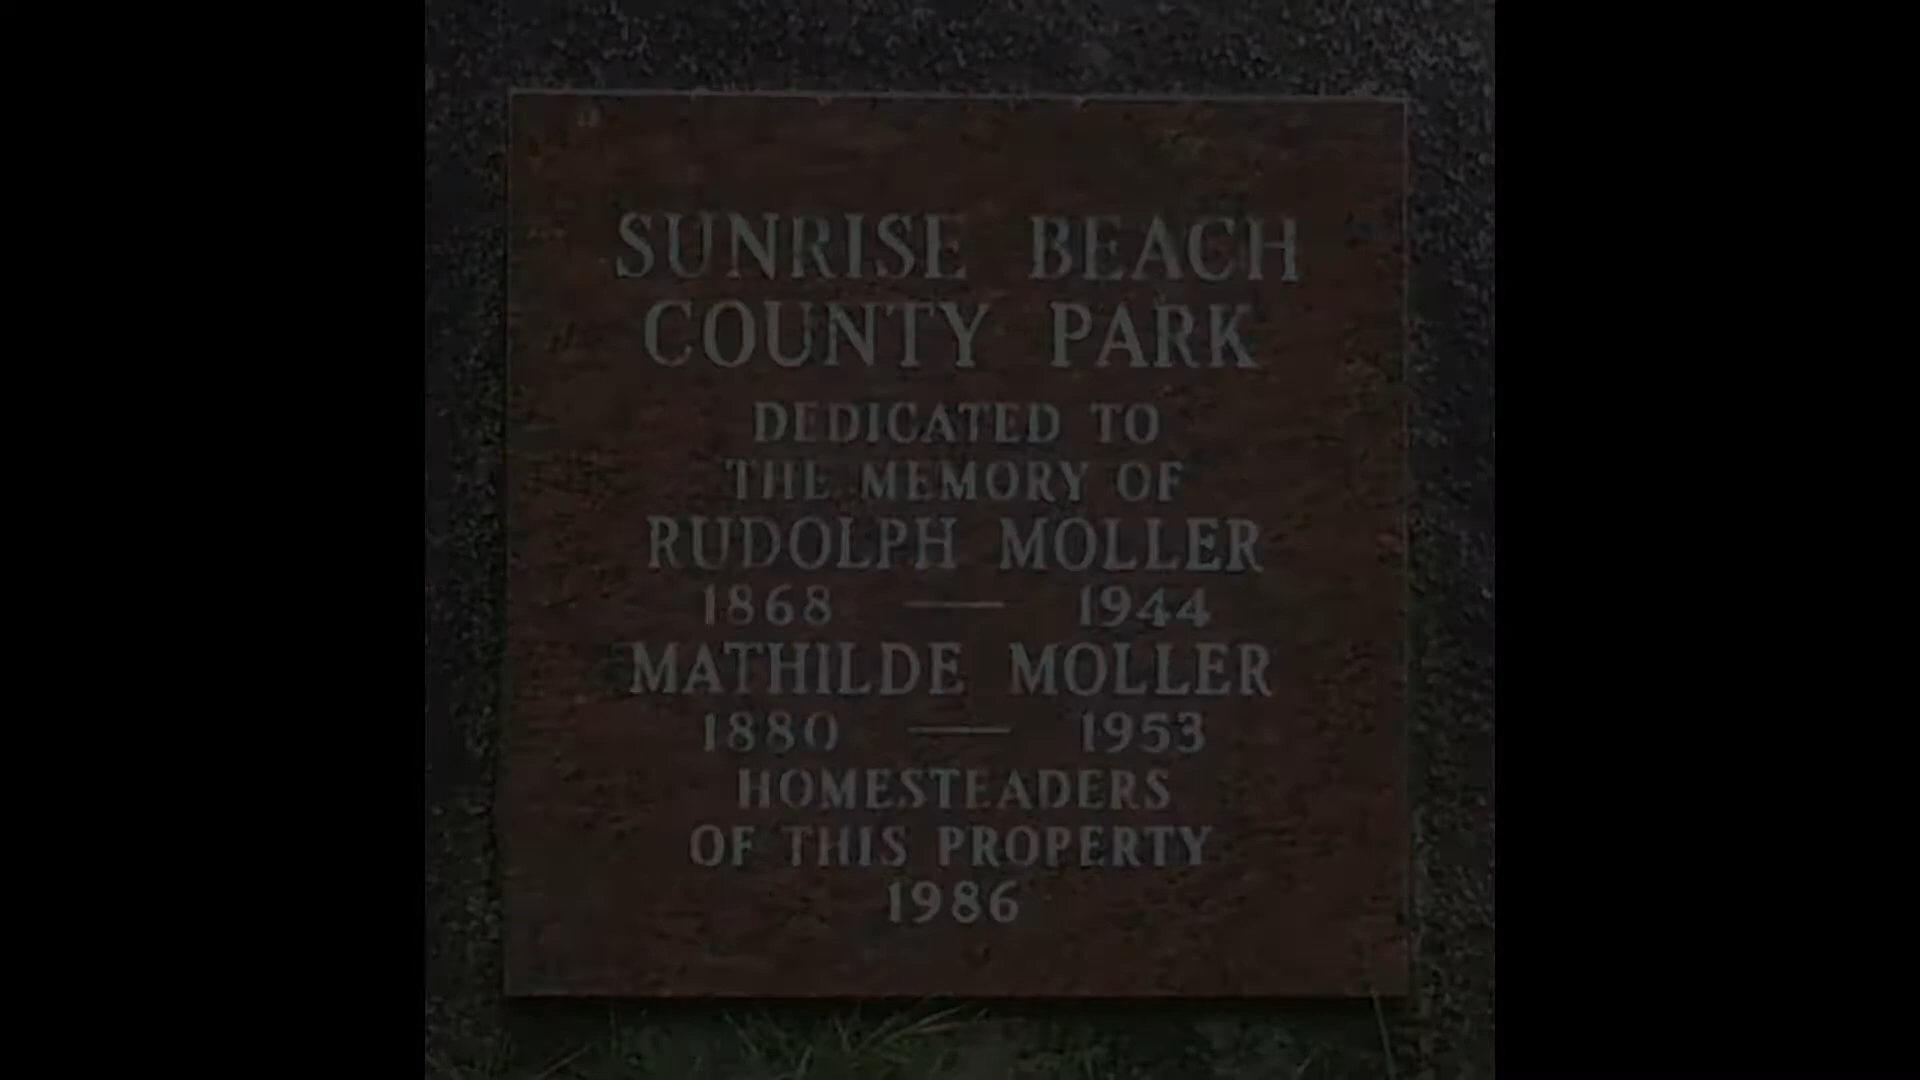 SUNRISE BEACH
COUNTY PARK
DEDICATED TO
THE MEMORY OF
RUDOLPH MOLLER
1868 — 1944
MATHILDE MOLLER
1880 — 1953
HOMESTEADERS
OF THIS PROPERTY
1986